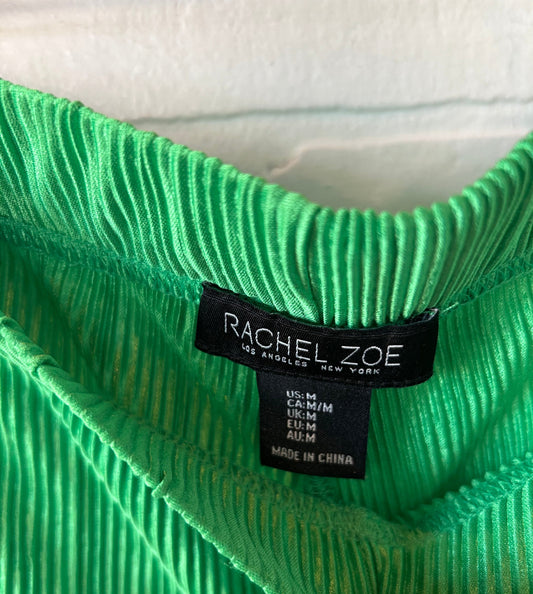 RACHEL ZOE
LOS ANGELES NEW YORK
US:M
CA:M/M
UK:M
EU:M
AU:M
MADE IN CHINA